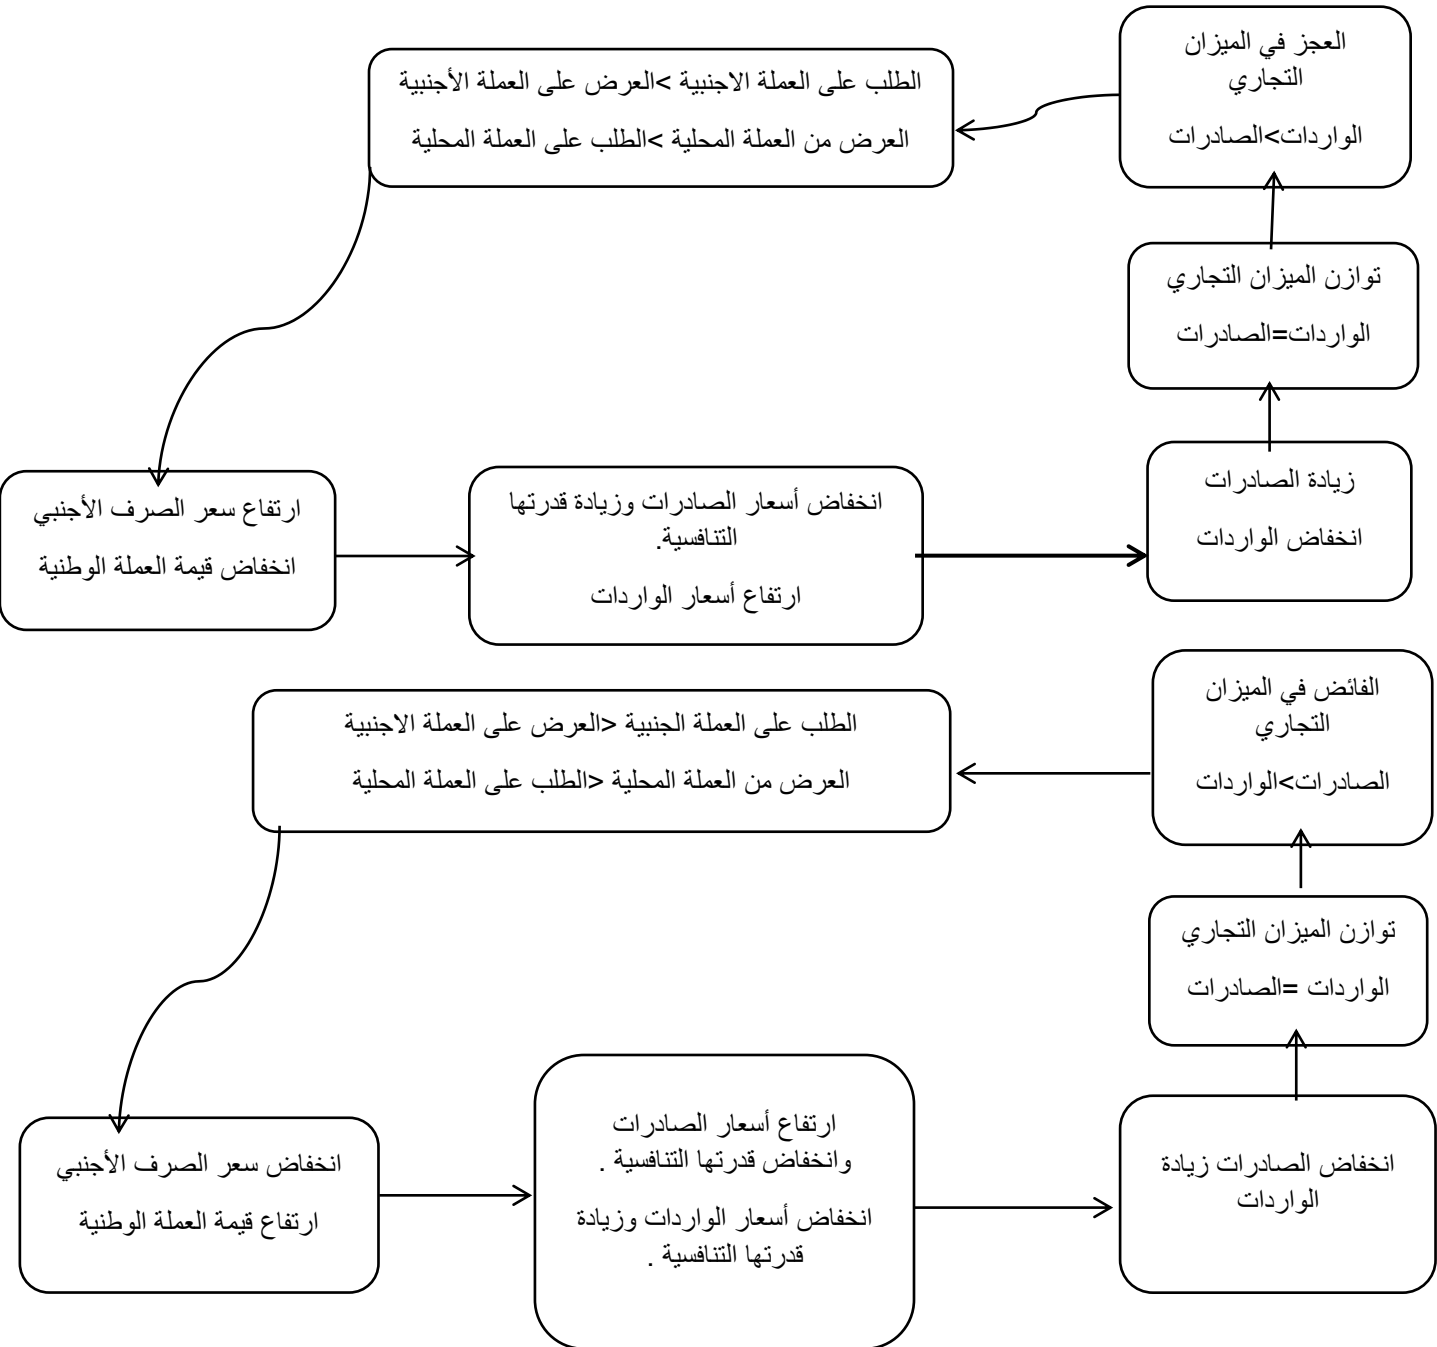 العجز في الميزان
التجاري
الواردات>الصادرات
الطلب على العملة الاجنبية >العرض على العملة الأجنبية
العرض من العملة المحلية >الطلب على العملة المحلية
توازن الميزان التجاري
الواردات=الصادرات
زيادة الصادرات
انخفاض الواردات
انخفاض أسعار الصادرات وزيادة قدرتها
التنافسية.
ارتفاع أسعار الواردات
ارتفاع سعر الصرف الأجنبي
انخفاض قيمة العملة الوطنية
الفائض في الميزان
التجاري
الصادرات>الواردات
الطلب على العملة الجنبية <العرض على العملة الاجنبية
العرض من العملة المحلية <الطلب على العملة المحلية
توازن الميزان التجاري
الواردات =الصادرات
انخفاض الصادرات زيادة
الواردات
ارتفاع أسعار الصادرات
وانخفاض قدرتها التنافسية .
انخفاض أسعار الواردات وزيادة
قدرتها التنافسية .
انخفاض سعر الصرف الأجنبي
ارتفاع قيمة العملة الوطنية